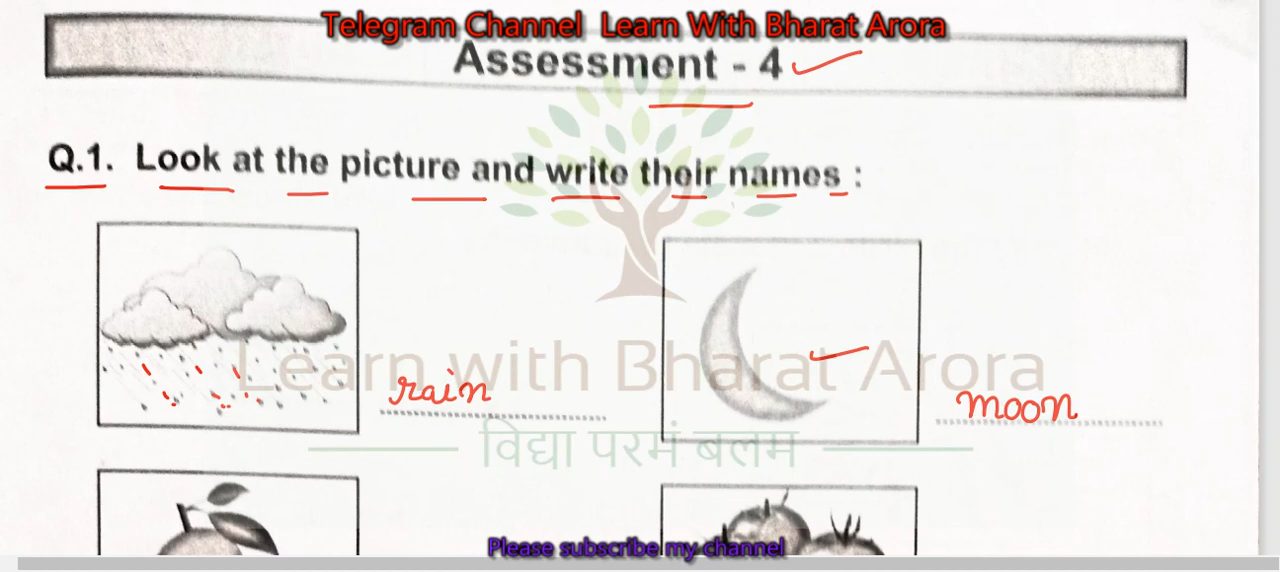 Telegram Channel Learn With Bharat Arora
Assessment - 4
Q.1. Look at the picture and write their names :
Learn with Bharat Arora
rain
moon
विद्या परमं बलम
Please subscribe my channel